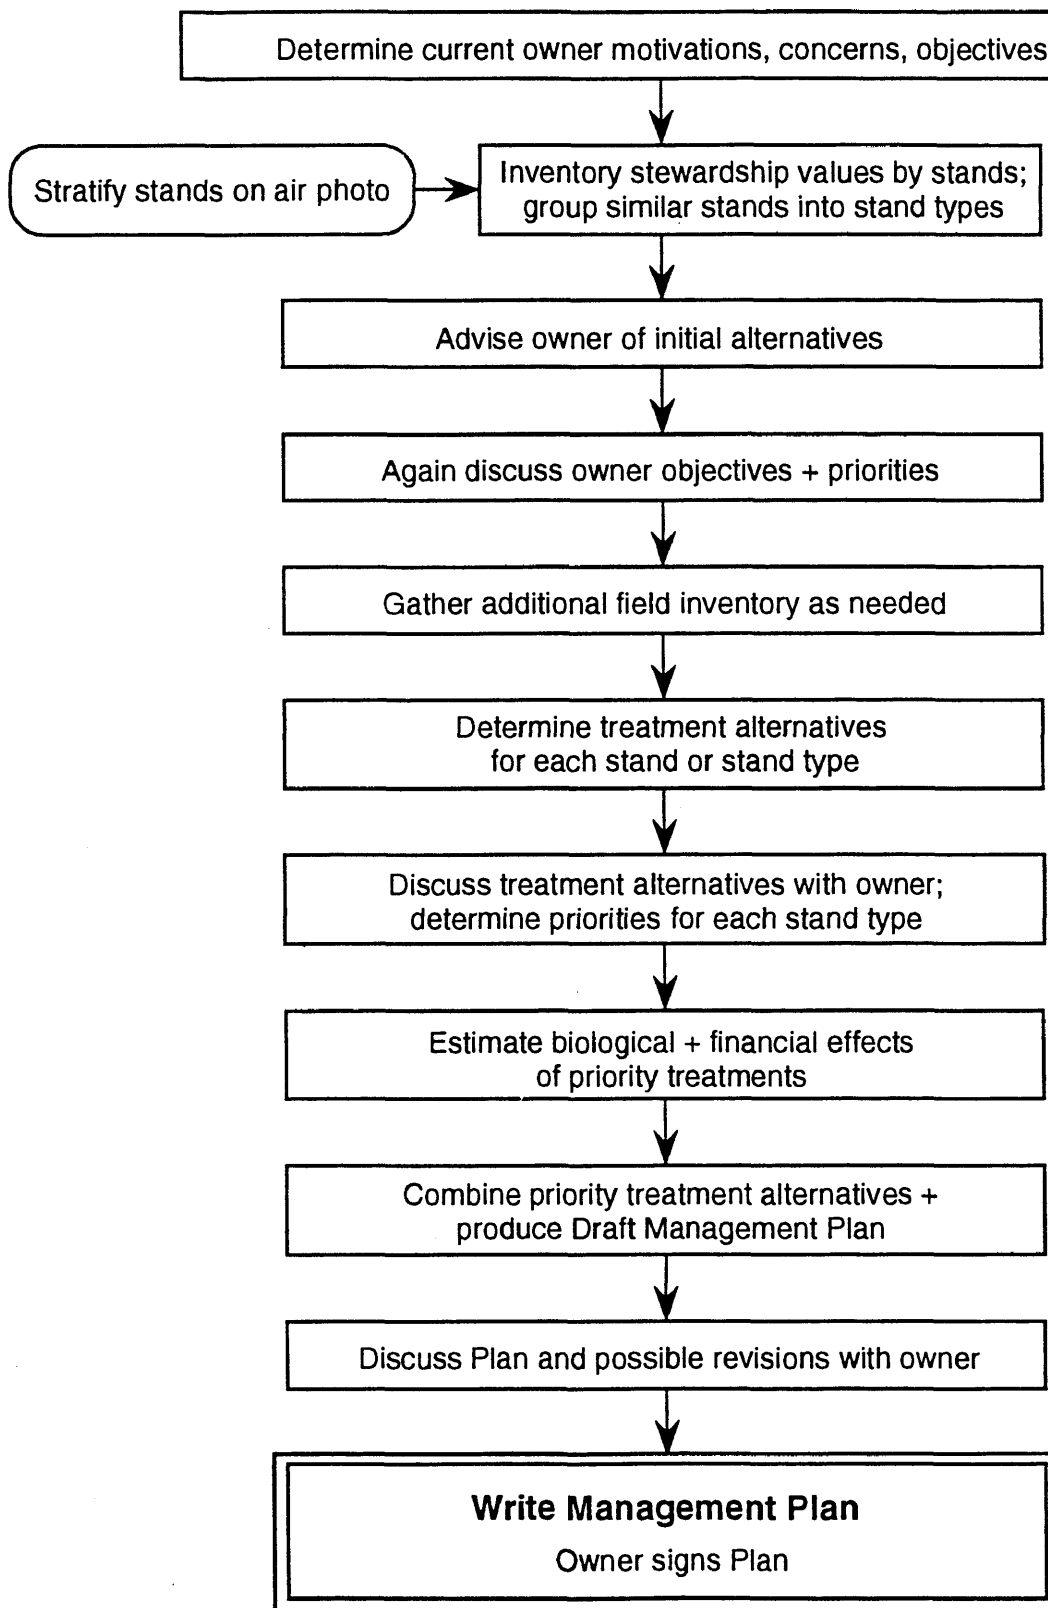 Determine current owner motivations, concerns, objectives
Stratify stands on air photo
Inventory stewardship values by stands;
group similar stands into stand types
Advise owner of initial alternatives
Again discuss owner objectives + priorities
Gather additional field inventory as needed
Determine treatment alternatives
for each stand or stand type
Discuss treatment alternatives with owner;
determine priorities for each stand type
Estimate biological + financial effects
of priority treatments
Combine priority treatment alternatives +
produce Draft Management Plan
Discuss Plan and possible revisions with owner
Write Management Plan
Owner signs Plan